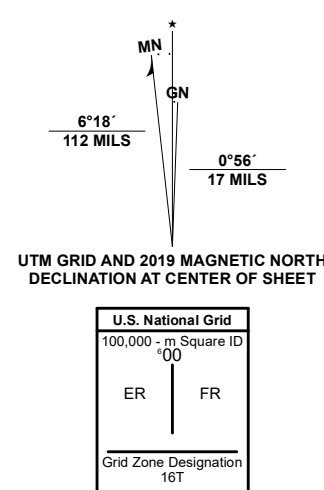 ★
MN
GN
6°18´
112 MILS
0°56´
17 MILS
UTM GRID AND 2019 MAGNETIC NORTH
DECLINATION AT CENTER OF SHEET
U.S. National Grid
100,000 - m Square ID
⁶00
ER FR
Grid Zone Designation
16T